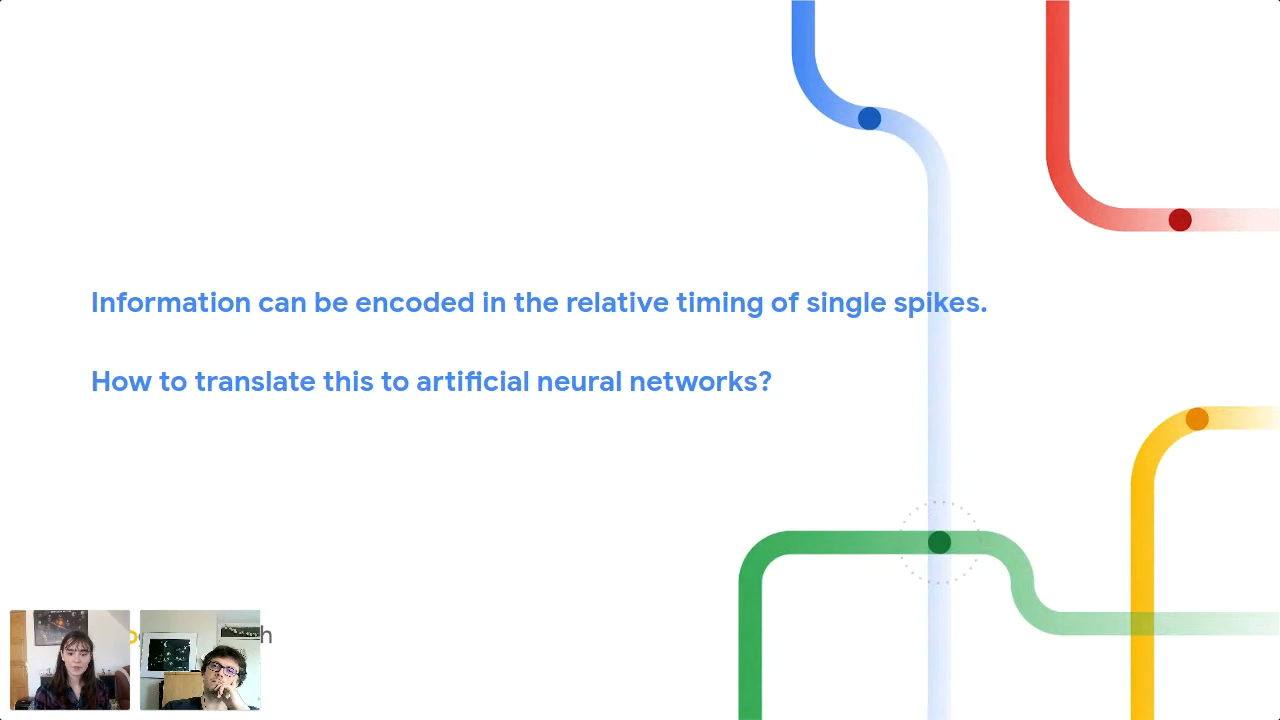 Information can be encoded in the relative timing of single spikes.
How to translate this to artificial neural networks?